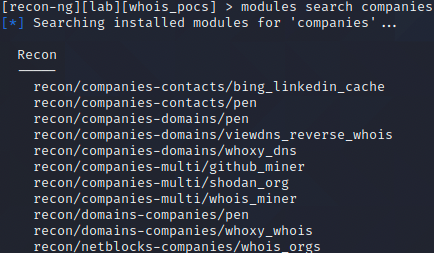 [recon-ng][lab][whois_pocs] > modules search companies
[*] Searching installed modules for 'companies'...
Recon
-----
recon/companies-contacts/bing_linkedin_cache
recon/companies-contacts/pen
recon/companies-domains/pen
recon/companies-domains/viewdns_reverse_whois
recon/companies-domains/whoxy_dns
recon/companies-multi/github_miner
recon/companies-multi/shodan_org
recon/companies-multi/whois_miner
recon/domains-companies/pen
recon/domains-companies/whoxy_whois
recon/netblocks-companies/whois_orgs